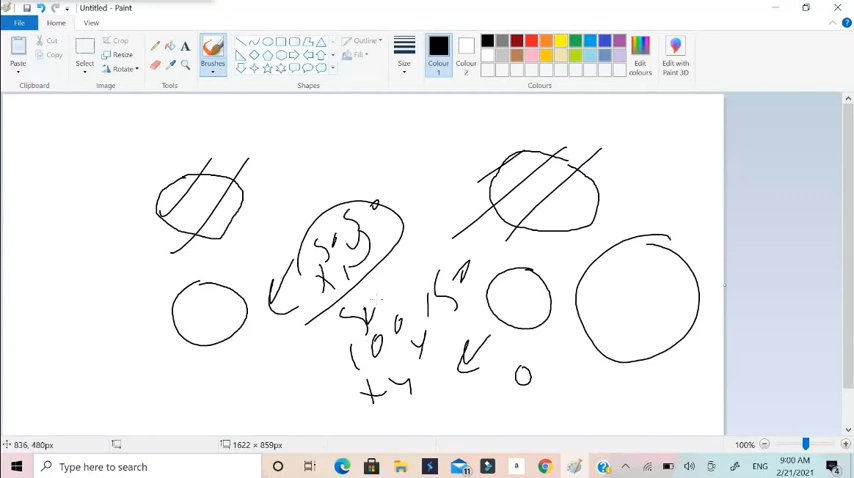 Untitled - Paint
File
Home
View
Paste
Cut
Copy
Clipboard
Select
Crop
Resize
Rotate
Image
Tools
Brushes
Shapes
Outline
Fill
Size
Colour
1
Colour
2
Edit
colours
Edit with
Paint 3D
Colours
836, 480px
1622 × 859px
100%
Type here to search
11
a
ENG
9:00 AM
2/21/2021
4